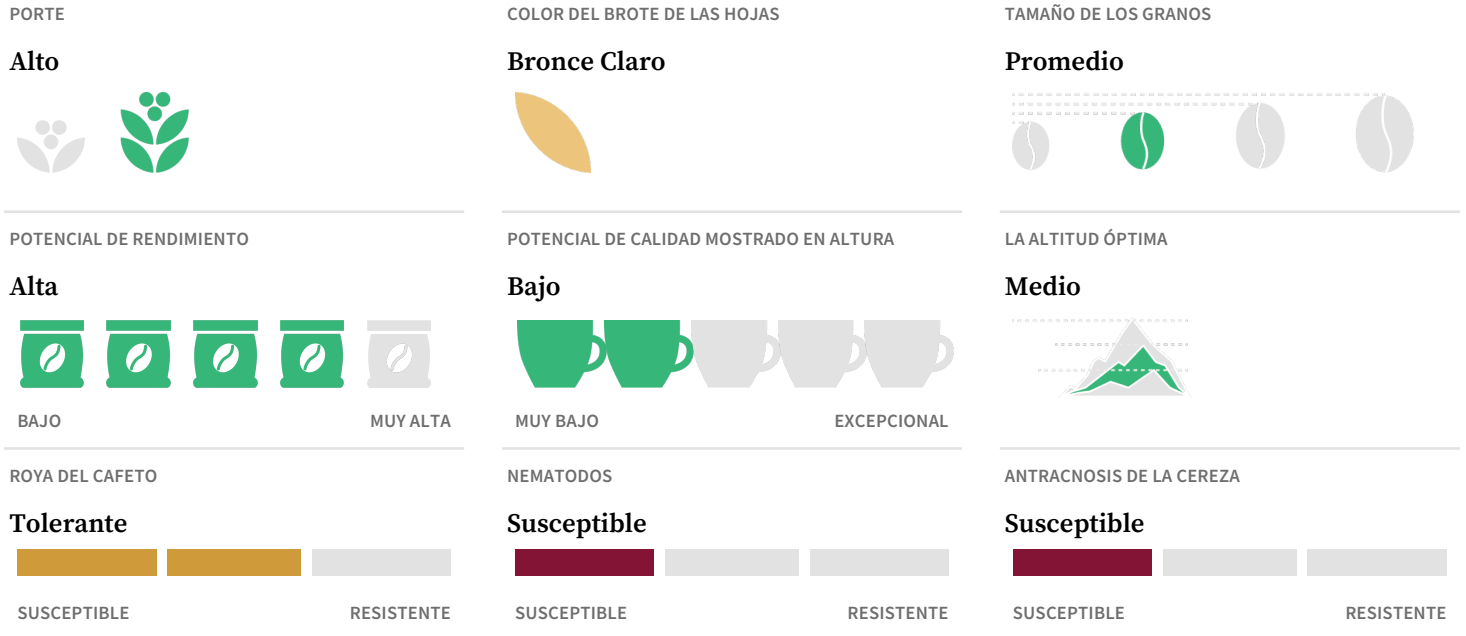 PORTE
Alto
COLOR DEL BROTE DE LAS HOJAS
Bronce Claro
TAMAÑO DE LOS GRANOS
Promedio
POTENCIAL DE RENDIMIENTO
Alta
BAJO
MUY ALTA
POTENCIAL DE CALIDAD MOSTRADO EN ALTURA
Bajo
MUY BAJO
EXCEPCIONAL
LA ALTITUD ÓPTIMA
Medio
ROYA DEL CAFETO
Tolerante
SUSCEPTIBLE
RESISTENTE
NEMATODOS
Susceptible
SUSCEPTIBLE
RESISTENTE
ANTRACNOSIS DE LA CEREZA
Susceptible
SUSCEPTIBLE
RESISTENTE